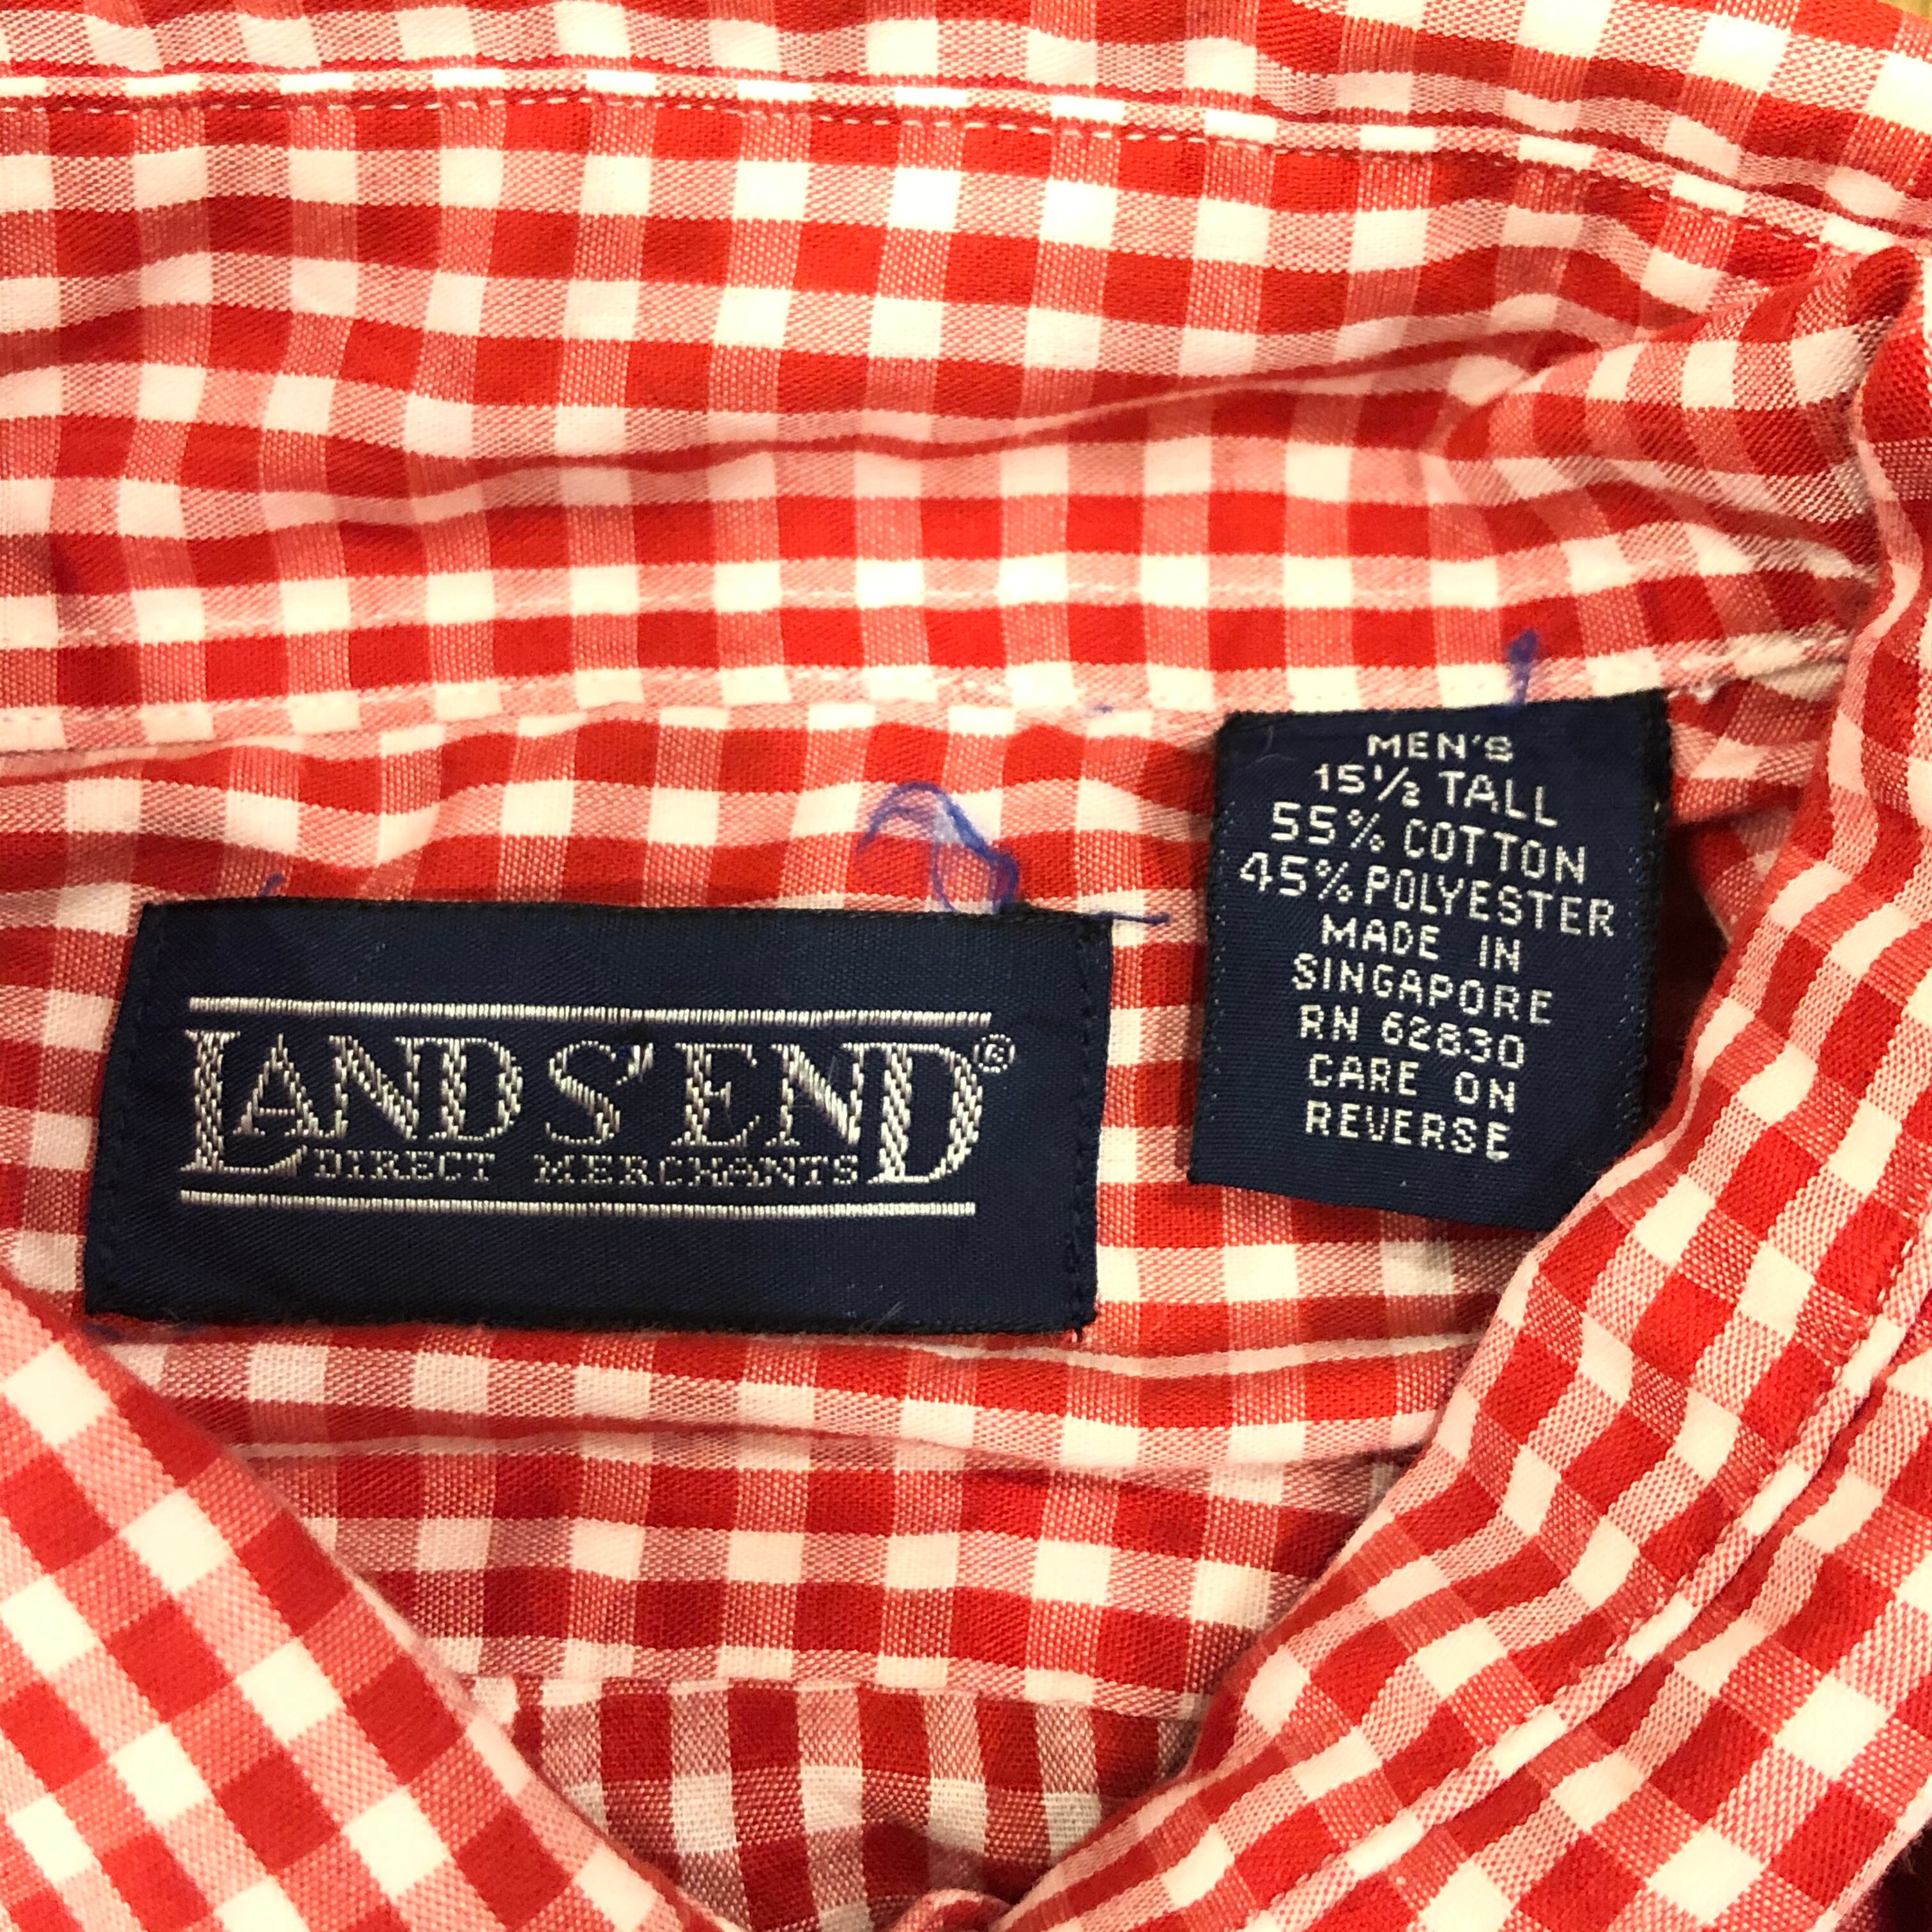 LANDS' END®
DIRECT MERCHANTS
MEN'S
15½ TALL
55% COTTON
45% POLYESTER
MADE IN
SINGAPORE
RN 62830
CARE ON
REVERSE